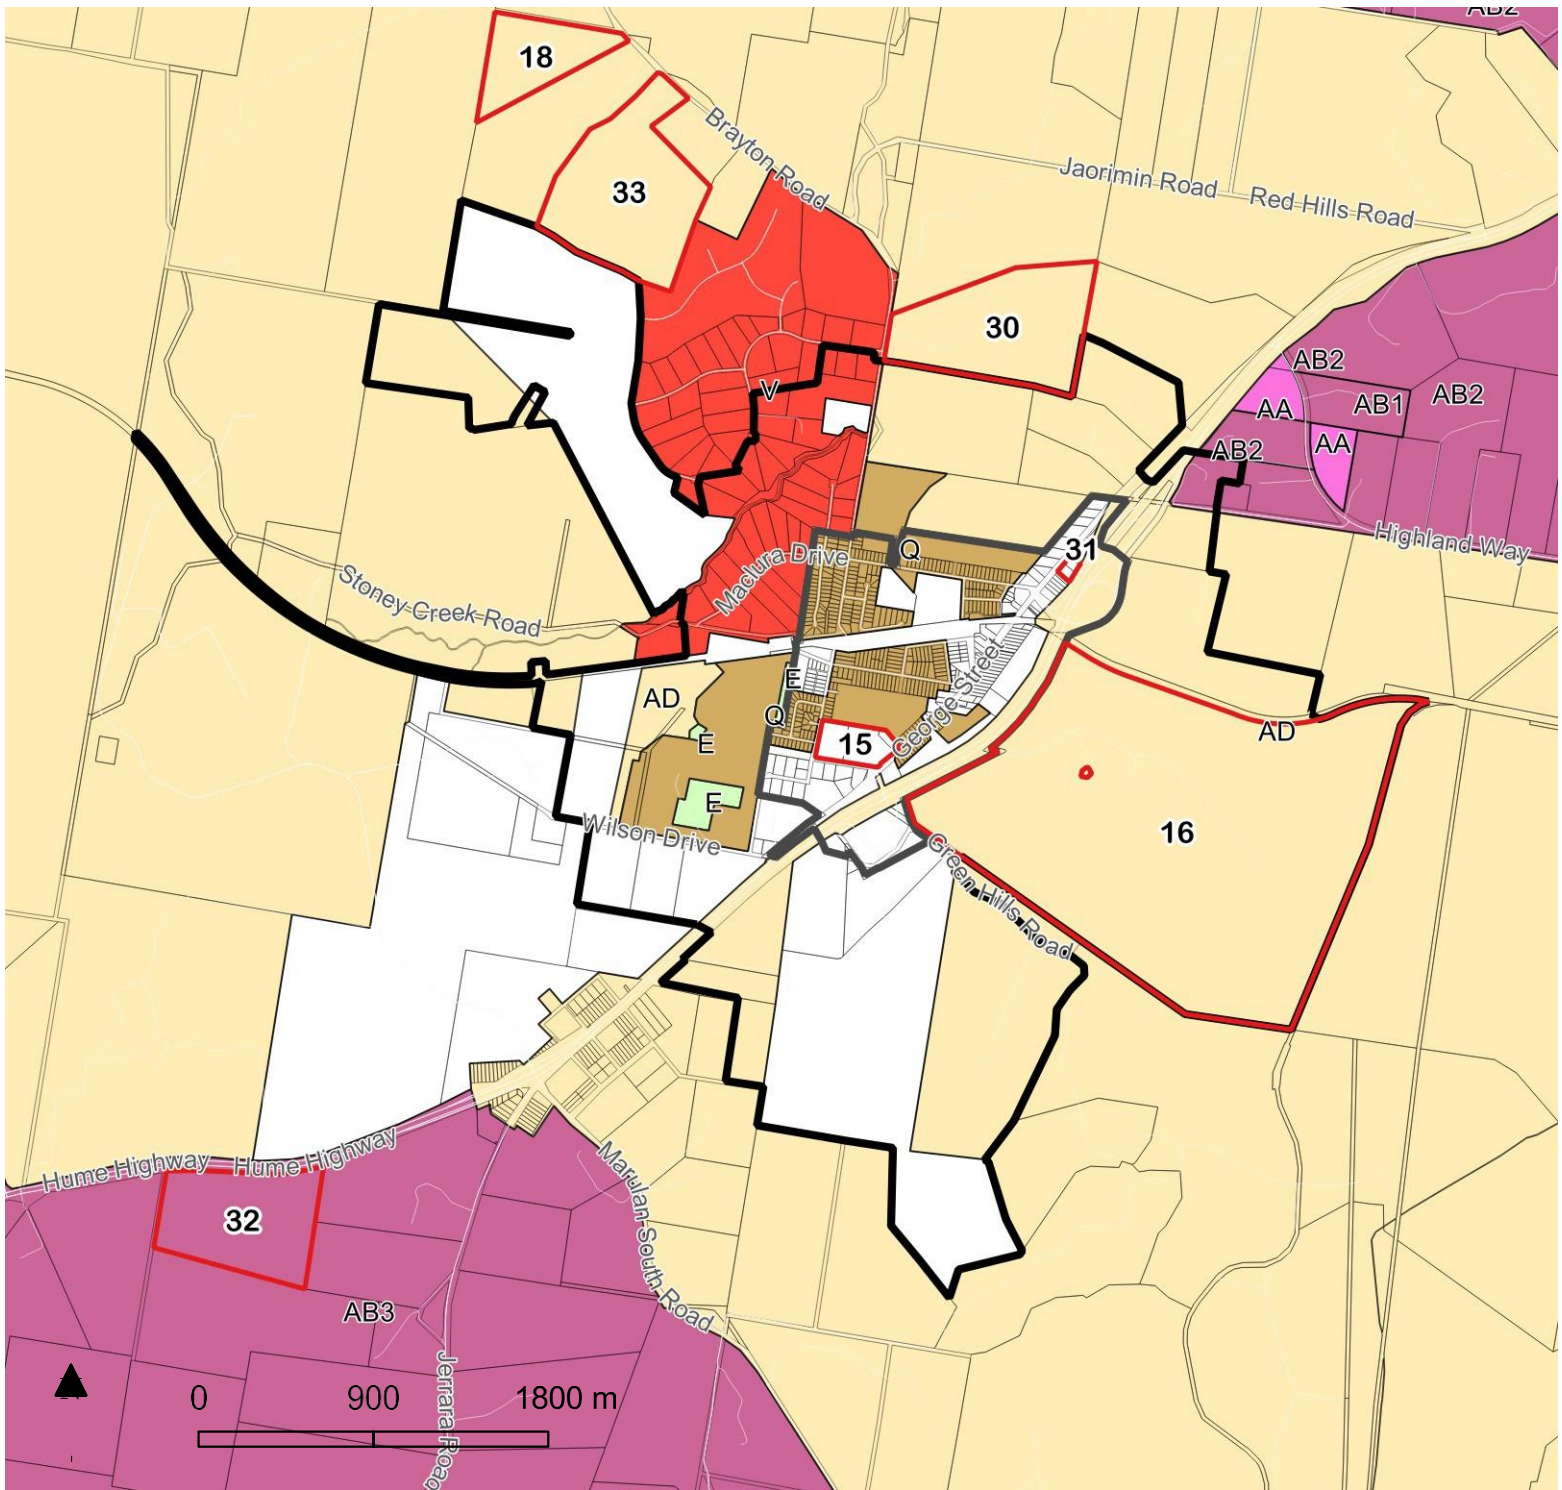 AB2
18
Brayton Road
33
Jaorimin Road
Red Hills Road
30
AB2
V
AA
AB1
AB2
AB2
AA
Highland Way
Q
31
Maclura Drive
Stoney Creek Road
E
AD
Q
George Street
E
15
AD
E
16
Wilson Drive
Green Hills Road
Hume Highway
Hume Highway
Marulan South Road
32
AB3
Jerrara Road
0 900 1800 m